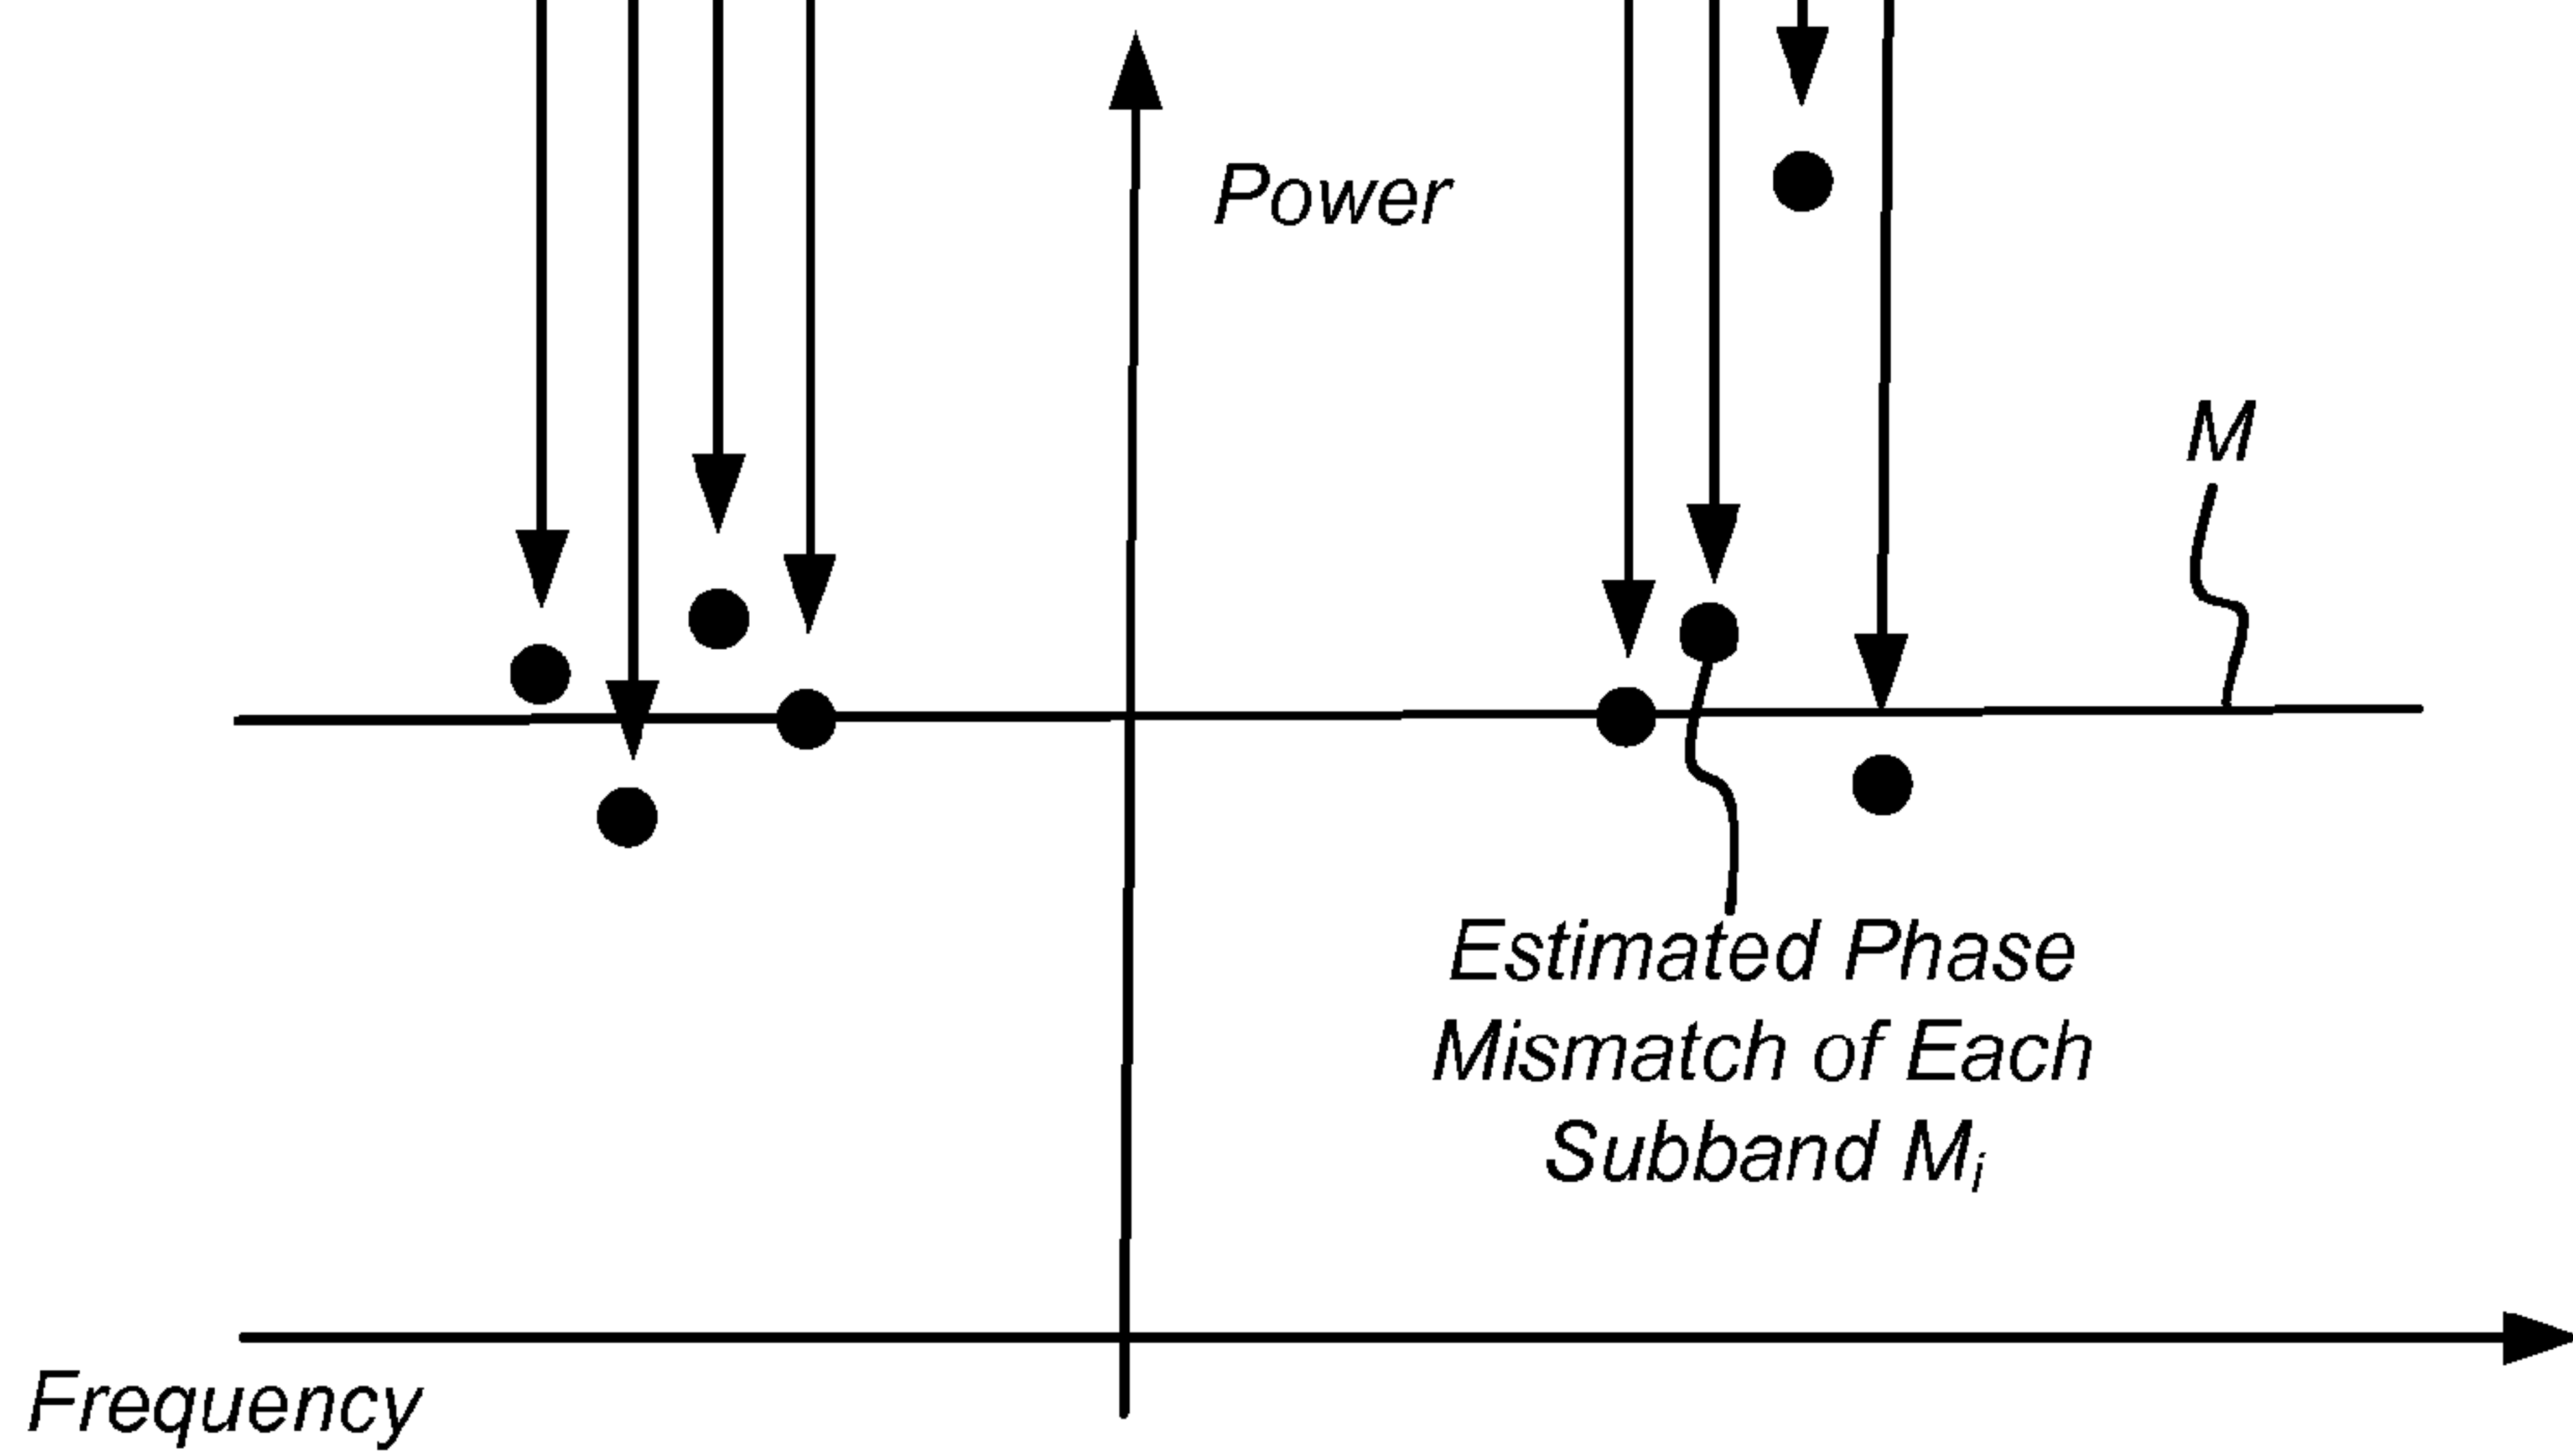 Power
M
Estimated Phase
Mismatch of Each
Subband Mᵢ
Frequency